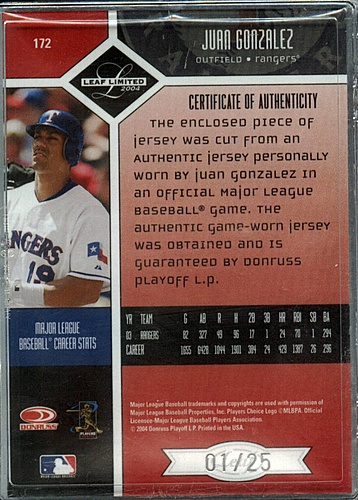 172
JUAN GONZALEZ
OUTFIELD • rangers®
LEAF LIMITED
2004
CERTIFICATE OF AUTHENTICITY
THE ENCLOSED PIECE OF
JERSEY WAS CUT FROM AN
AUTHENTIC JERSEY PERSONALLY
WORN BY JUAN GONZALEZ IN
AN OFFICIAL MAJOR LEAGUE
BASEBALL® GAME. THE
AUTHENTIC GAME-WORN JERSEY
WAS OBTAINED AND IS
GUARANTEED BY DONRUSS
PLAYOFF L.P.
NGERS
19
MAJOR LEAGUE
BASEBALL® CAREER STATS
YR TEAM G AB R H 2B 3B HR RBI SB BA
03 RANGERS 82 327 49 96 17 1 24 70 1 294
CAREER 1655 6428 1044 1901 384 24 429 1387 26 296
Major League Baseball trademarks and copyrights are used with permission of
Major League Baseball Properties, Inc. Players Choice Logo ©MLBPA. Official
Licensee-Major League Baseball Players Association.
© 2004 Donruss Playoff L.P. Printed in the USA.
DONRUSS
01/25